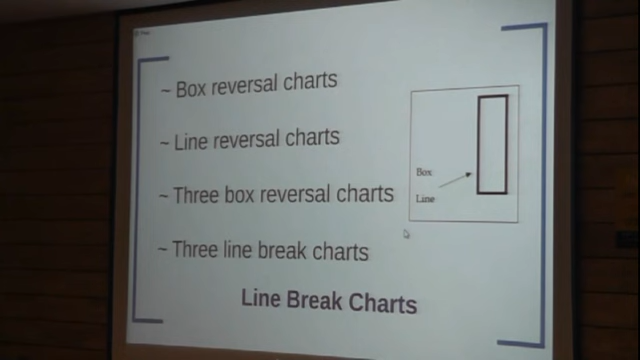 ~ Box reversal charts
~ Line reversal charts
~ Three box reversal charts
~ Three line break charts
Box
Line
Line Break Charts